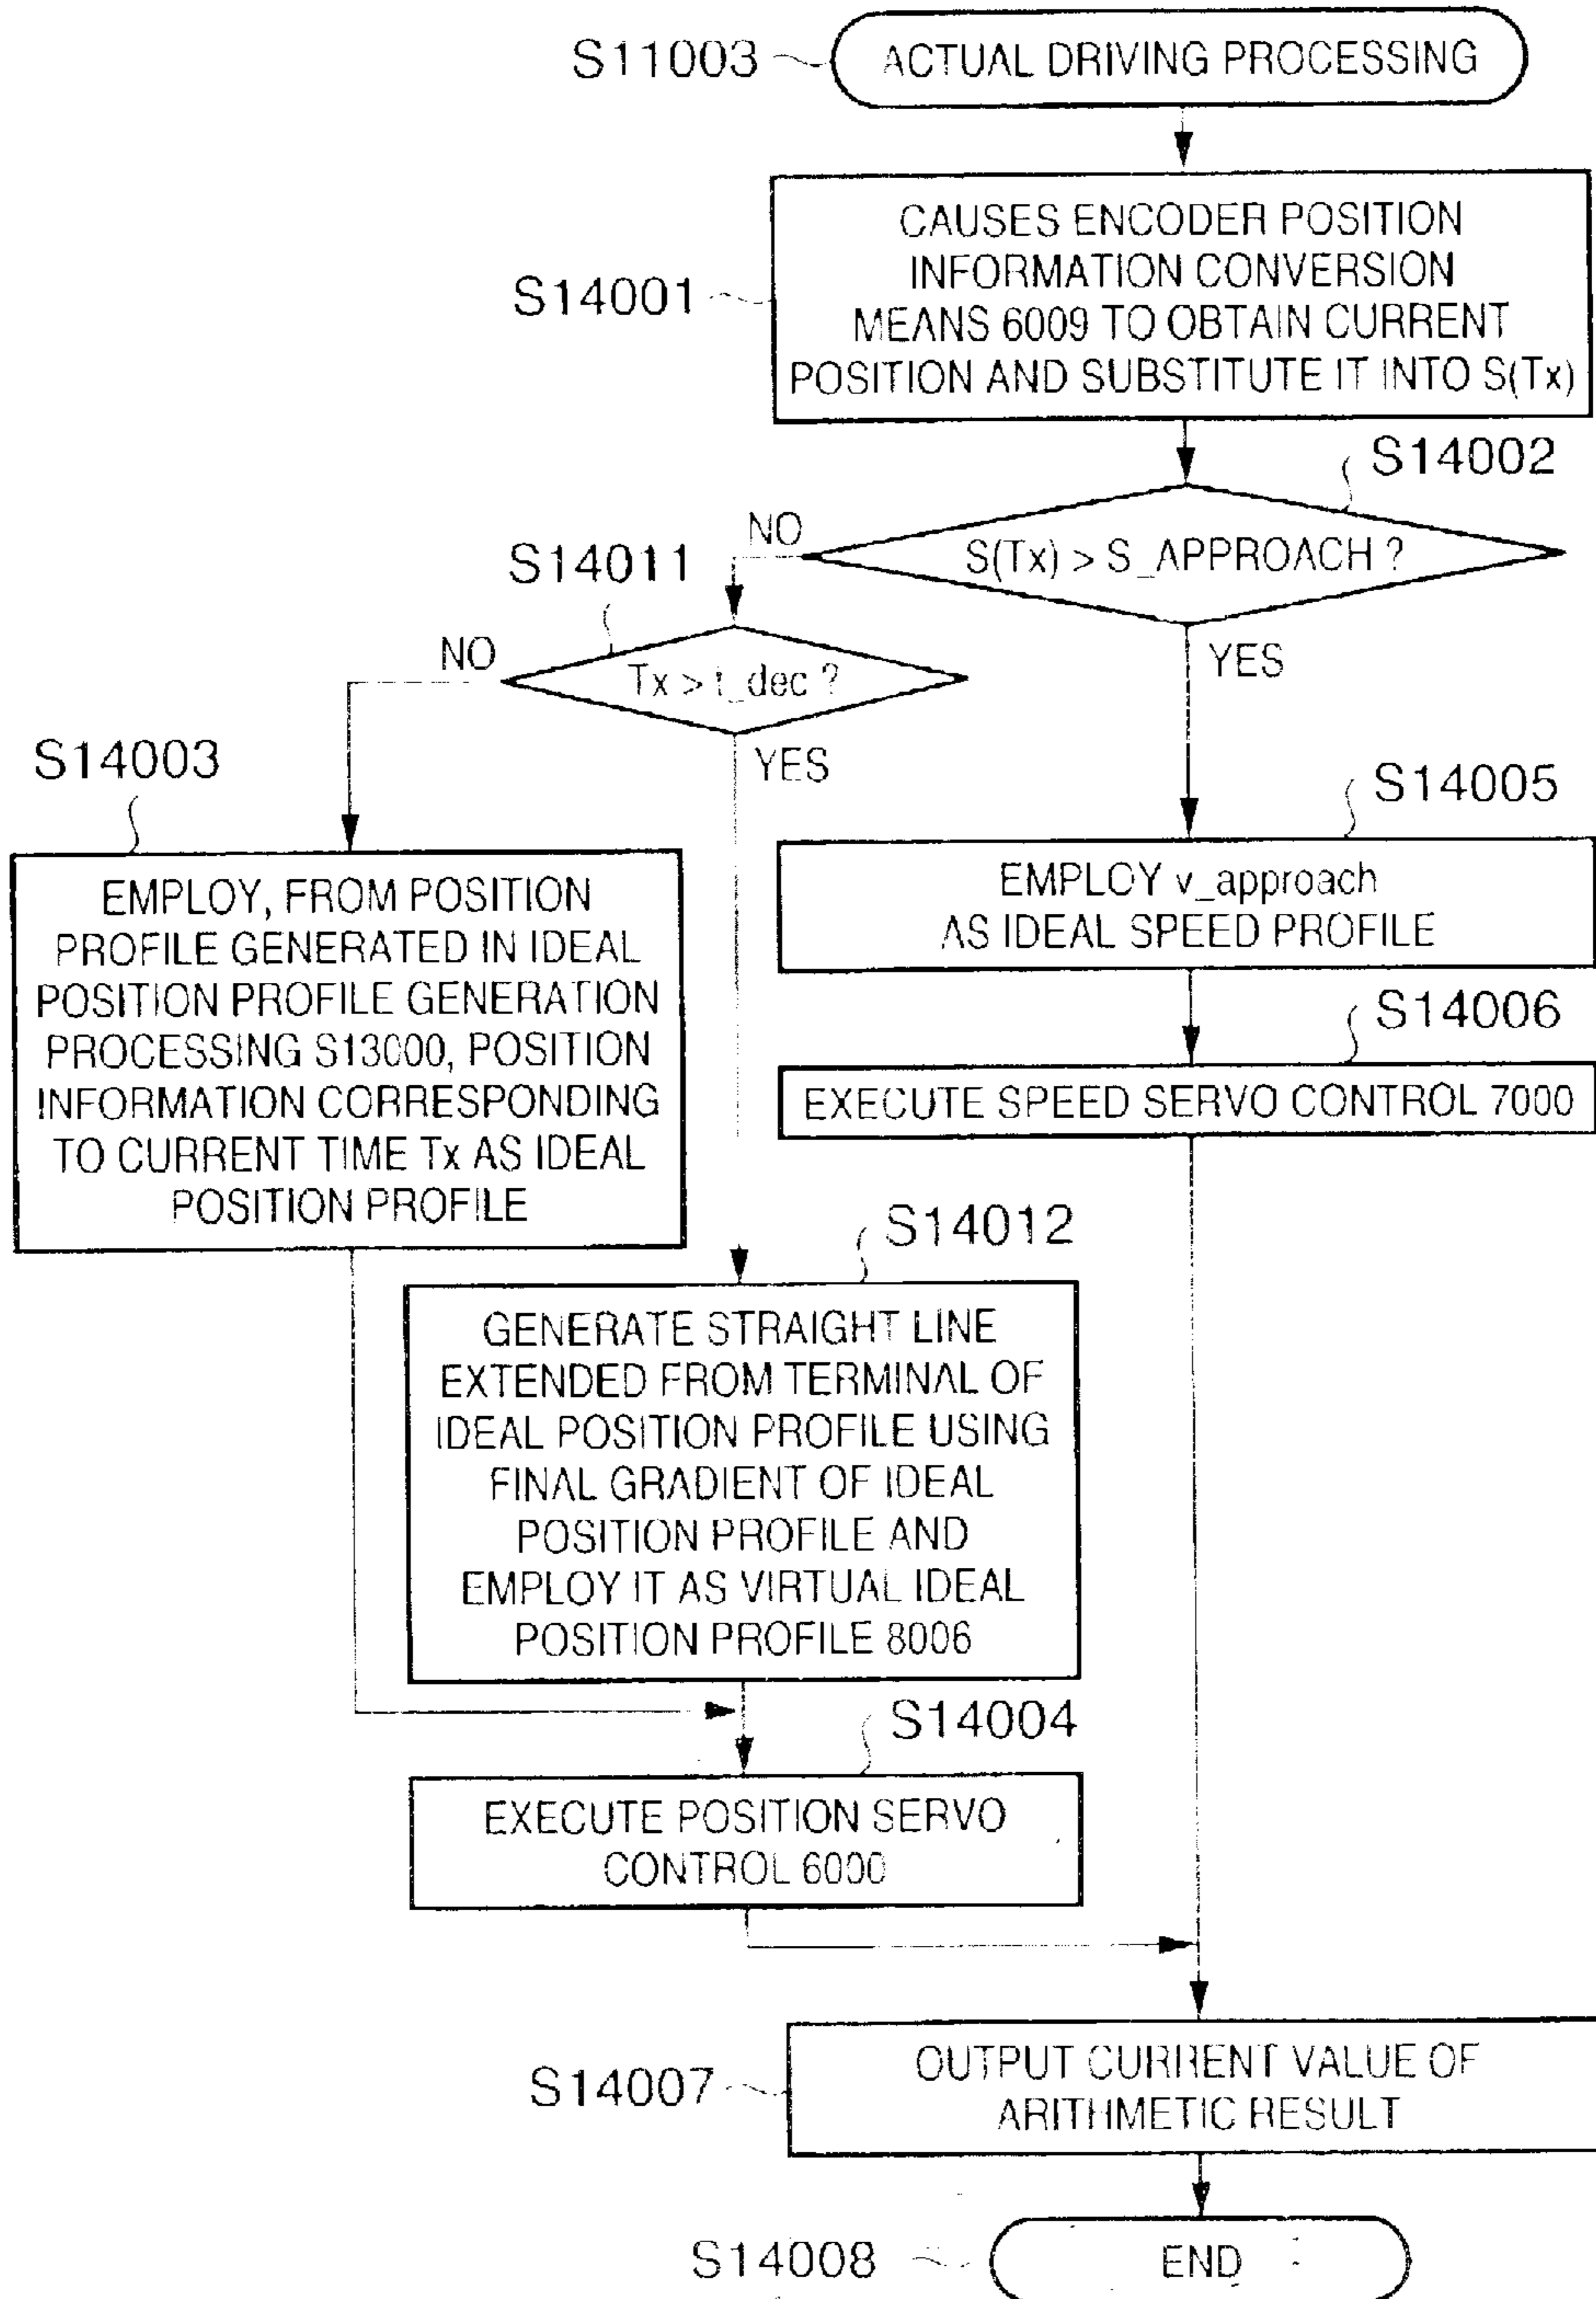 S11003
ACTUAL DRIVING PROCESSING
CAUSES ENCODER POSITION
INFORMATION CONVERSION
MEANS 6009 TO OBTAIN CURRENT
POSITION AND SUBSTITUTE IT INTO S(Tx)
S14001
S14002
S(Tx) > S_APPROACH ?
NO
YES
S14011
Tx > t_dec ?
NO
YES
S14003
EMPLOY, FROM POSITION
PROFILE GENERATED IN IDEAL
POSITION PROFILE GENERATION
PROCESSING S13000, POSITION
INFORMATION CORRESPONDING
TO CURRENT TIME Tx AS IDEAL
POSITION PROFILE
S14005
EMPLOY v_approach
AS IDEAL SPEED PROFILE
S14006
EXECUTE SPEED SERVO CONTROL 7000
S14012
GENERATE STRAIGHT LINE
EXTENDED FROM TERMINAL OF
IDEAL POSITION PROFILE USING
FINAL GRADIENT OF IDEAL
POSITION PROFILE AND
EMPLOY IT AS VIRTUAL IDEAL
POSITION PROFILE 8006
S14004
EXECUTE POSITION SERVO
CONTROL 6000
S14007
OUTPUT CURRENT VALUE OF
ARITHMETIC RESULT
S14008
END